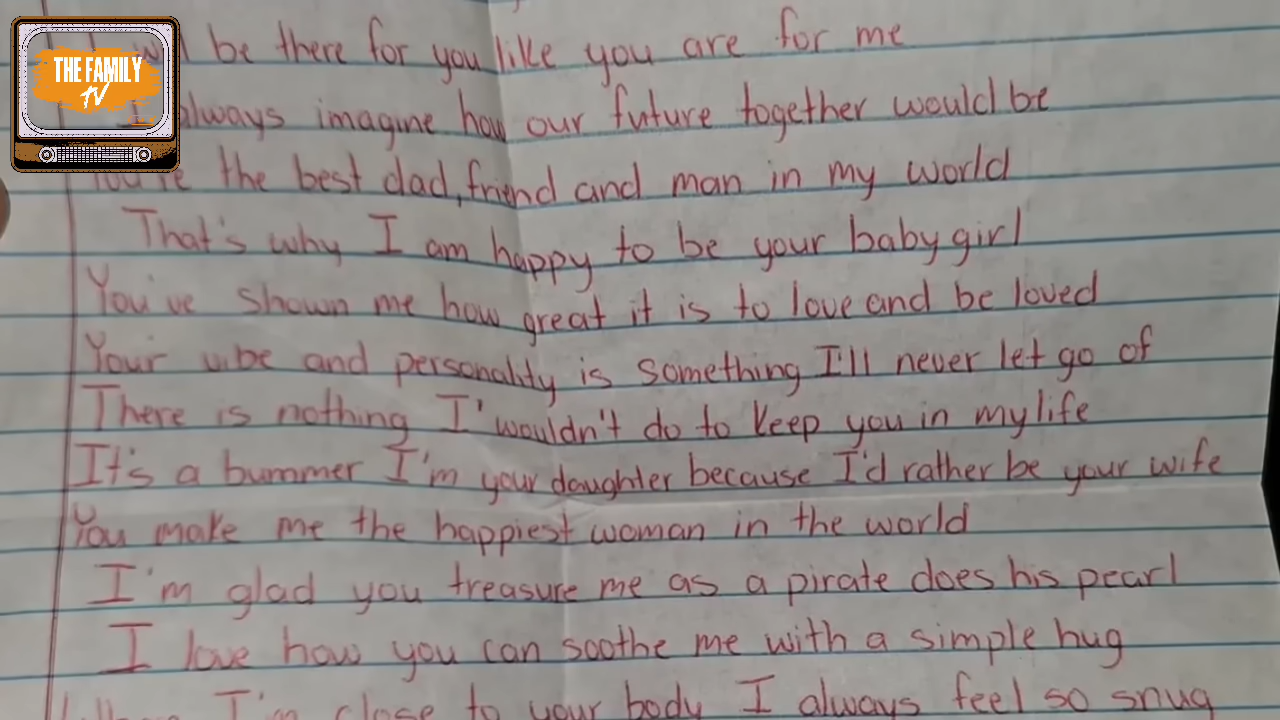 THE FAMILY
TV
be there for you like you are for me
I always imagine how our future together would be
You're the best dad, friend and man in my world
That's why I am happy to be your baby girl
You've shown me how great it is to love and be loved
Your vibe and personality is something I'll never let go of
There is nothing I'wouldn't do to keep you in my life
It's a bummer I'm your daughter because I'd rather be your wife
You make me the happiest woman in the world
I'm glad you treasure me as a pirate does his pearl
I love how you can soothe me with a simple hug
When I'm close to your body I always feel so snug